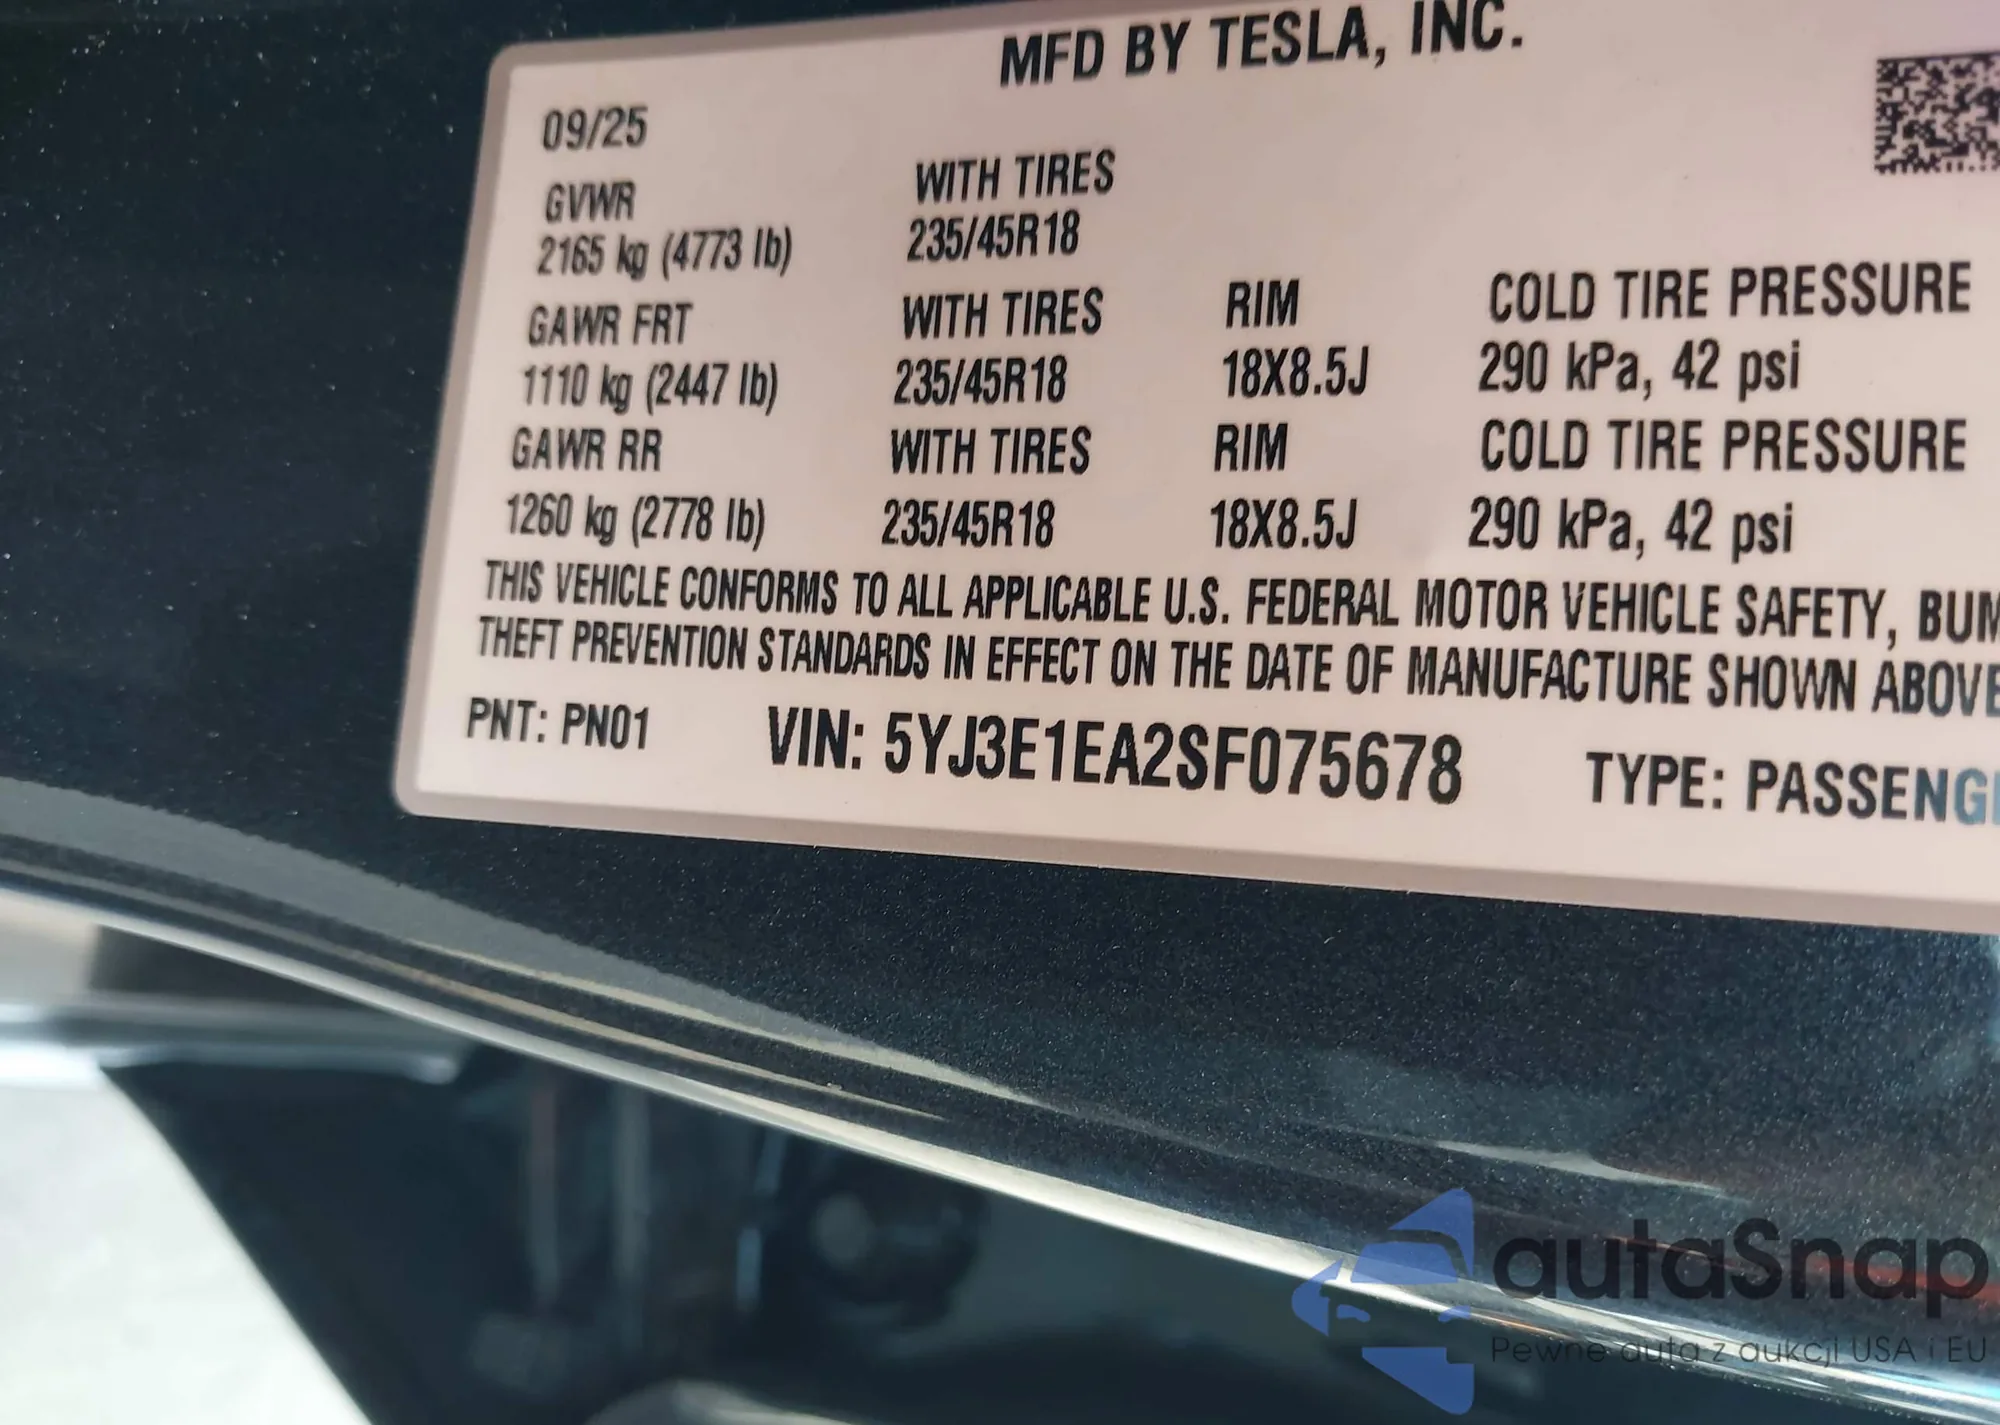 MFD BY TESLA, INC.
09/25
GVWR WITH TIRES
2165 kg (4773 lb) 235/45R18
GAWR FRT WITH TIRES RIM COLD TIRE PRESSURE
1110 kg (2447 lb) 235/45R18 18X8.5J 290 kPa, 42 psi
GAWR RR WITH TIRES RIM COLD TIRE PRESSURE
1260 kg (2778 lb) 235/45R18 18X8.5J 290 kPa, 42 psi
THIS VEHICLE CONFORMS TO ALL APPLICABLE U.S. FEDERAL MOTOR VEHICLE SAFETY, BUM
THEFT PREVENTION STANDARDS IN EFFECT ON THE DATE OF MANUFACTURE SHOWN ABOVE
PNT: PN01 VIN: 5YJ3E1EA2SF075678 TYPE: PASSENG
autaSnap
Pewne auta z aukcji USA i EU